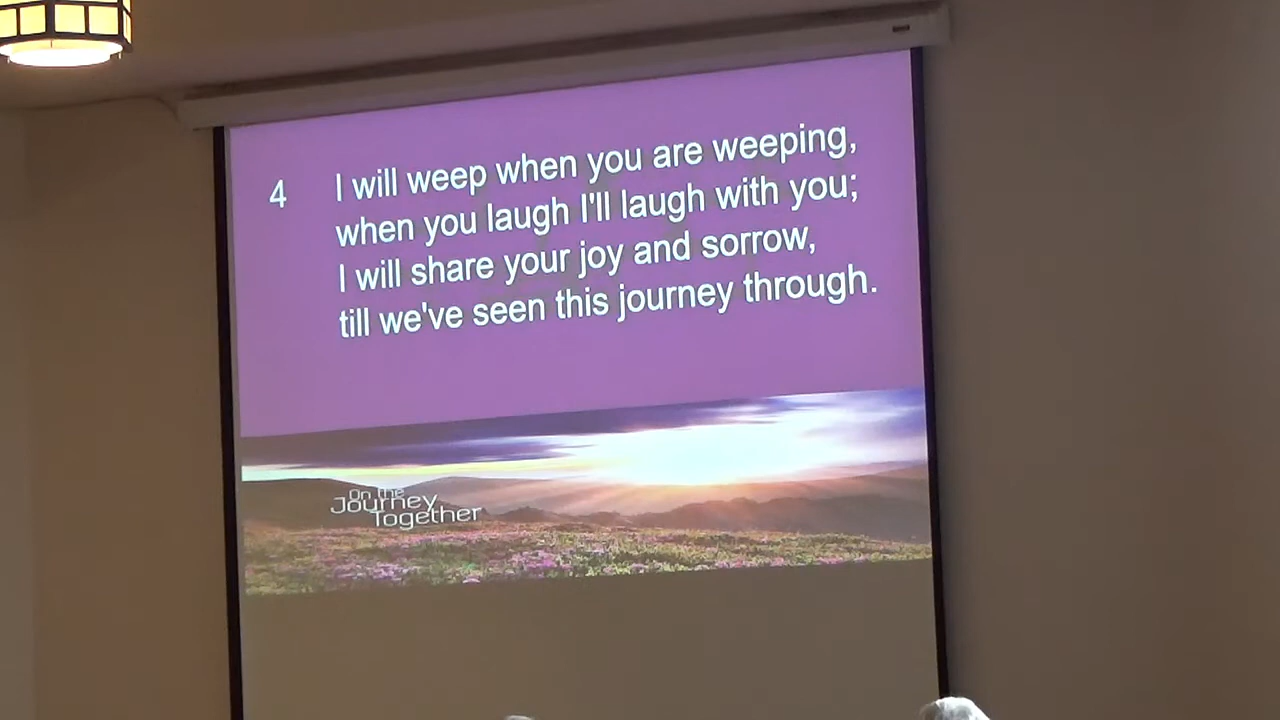 4 I will weep when you are weeping,
when you laugh I'll laugh with you;
I will share your joy and sorrow,
till we've seen this journey through.
On the
Journey
Together